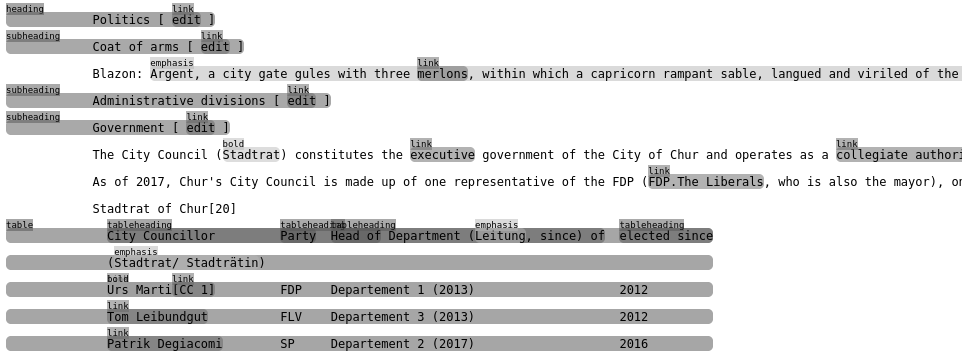 heading link
Politics [ edit ]
subheading link
Coat of arms [ edit ]
emphasis link
Blazon: Argent, a city gate gules with three merlons, within which a capricorn rampant sable, langued and viriled of the
subheading link
Administrative divisions [ edit ]
subheading link
Government [ edit ]
bold link link
The City Council (Stadtrat) constitutes the executive government of the City of Chur and operates as a collegiate authori
link
As of 2017, Chur's City Council is made up of one representative of the FDP (FDP.The Liberals, who is also the mayor), on
Stadtrat of Chur[20]
table tableheading tableheading tableheading emphasis tableheading
City Councillor Party Head of Department (Leitung, since) of elected since
emphasis
(Stadtrat/ Stadträtin)
bold link
Urs Marti[CC 1] FDP Departement 1 (2013) 2012
link
Tom Leibundgut FLV Departement 3 (2013) 2012
link
Patrik Degiacomi SP Departement 2 (2017) 2016